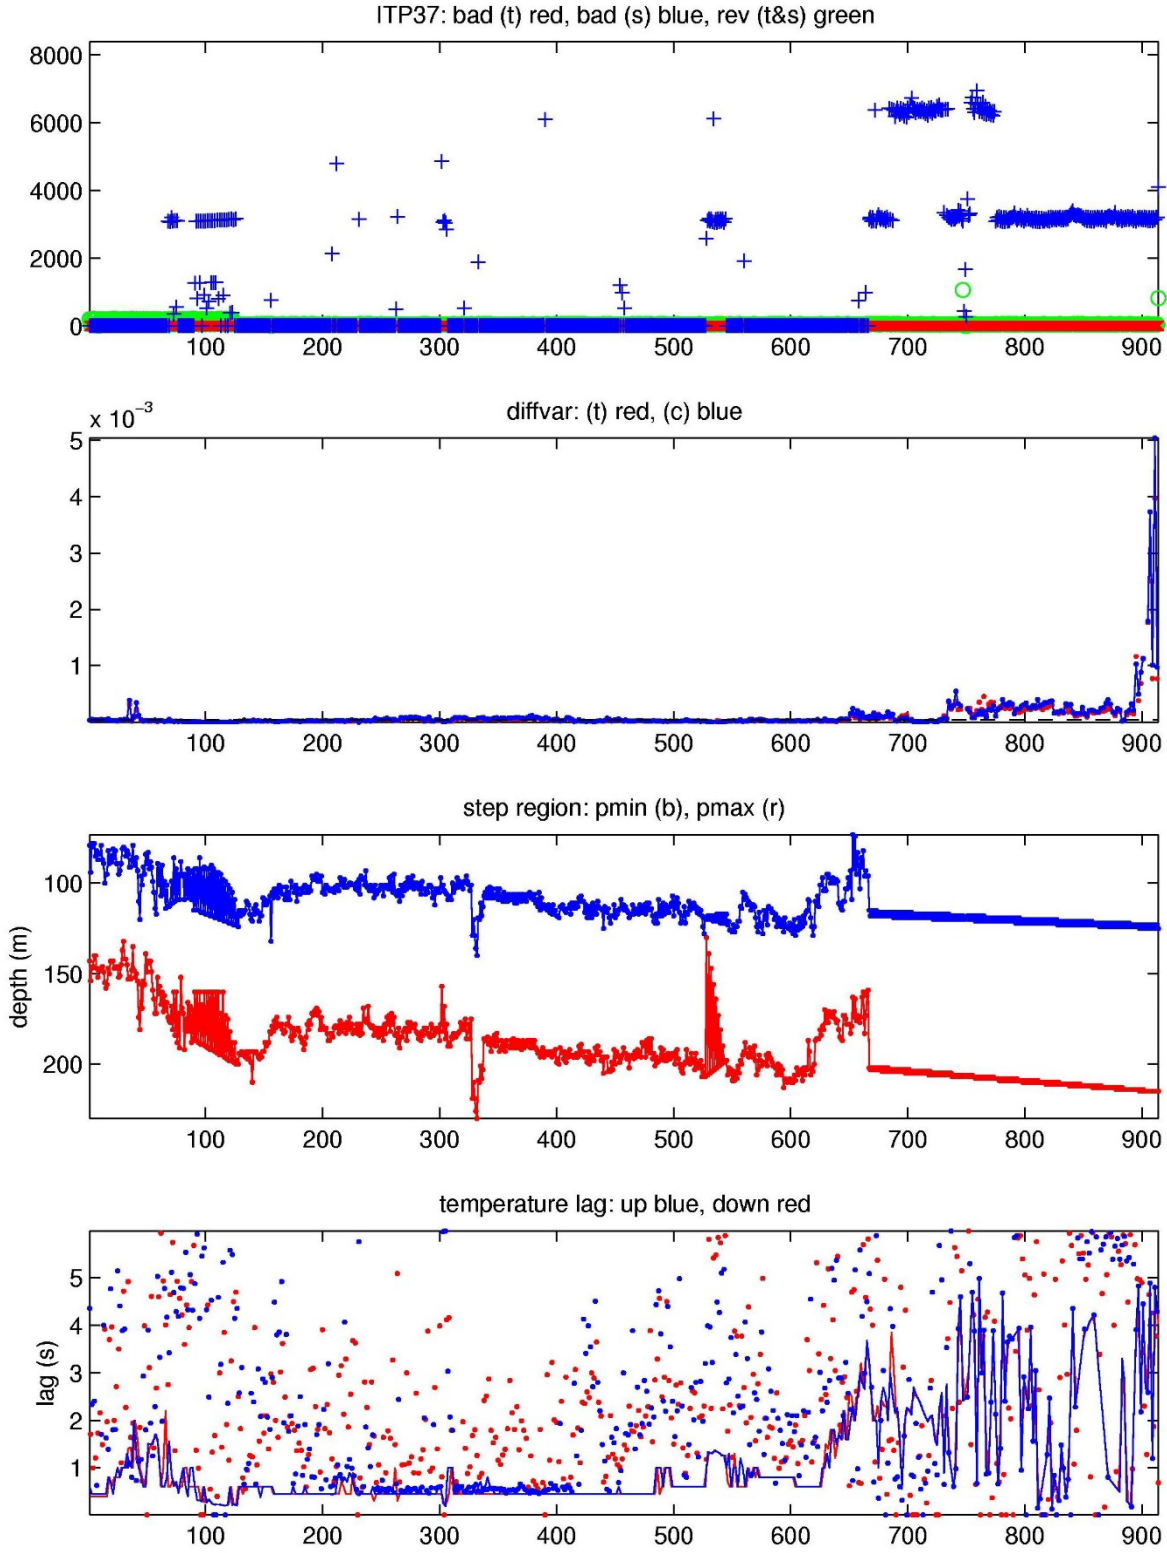 ITP37: bad (t) red, bad (s) blue, rev (t&s) green
8000
6000
4000
2000
0
100 200 300 400 500 600 700 800 900
diffvar: (t) red, (c) blue
x 10⁻³
5
4
3
2
1
100 200 300 400 500 600 700 800 900
step region: pmin (b), pmax (r)
depth (m)
100
150
200
100 200 300 400 500 600 700 800 900
temperature lag: up blue, down red
lag (s)
5
4
3
2
1
100 200 300 400 500 600 700 800 900